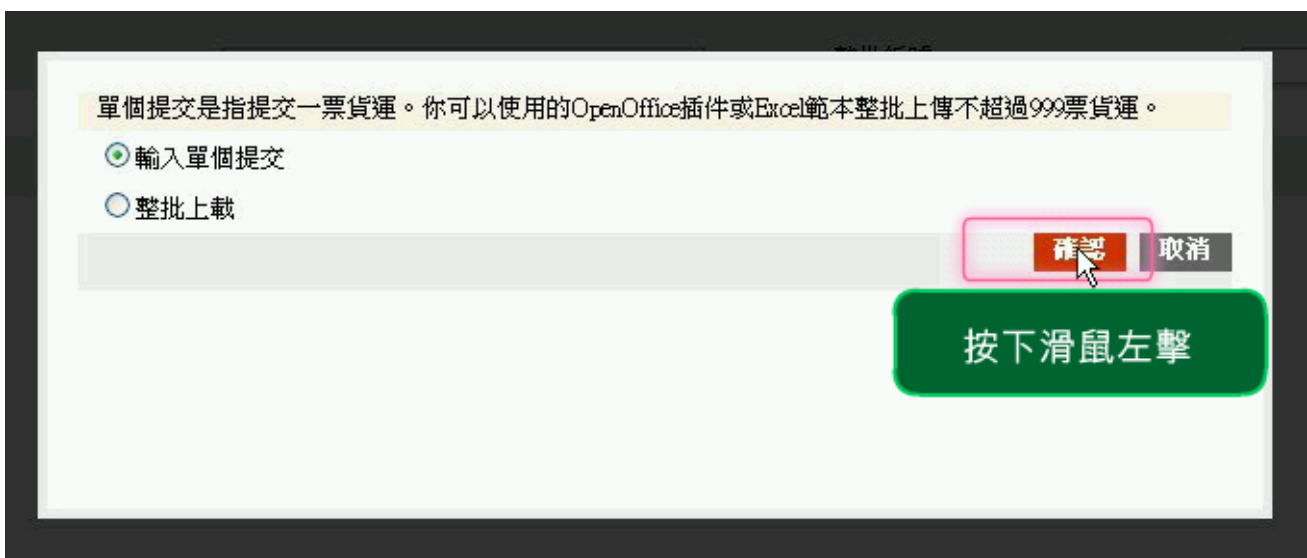 單個提交是指提交一票貨運。你可以使用的OpenOffice插件或Excel範本整批上傳不超過999票貨運。
輸入單個提交
整批上載
確認 取消
按下滑鼠左擊